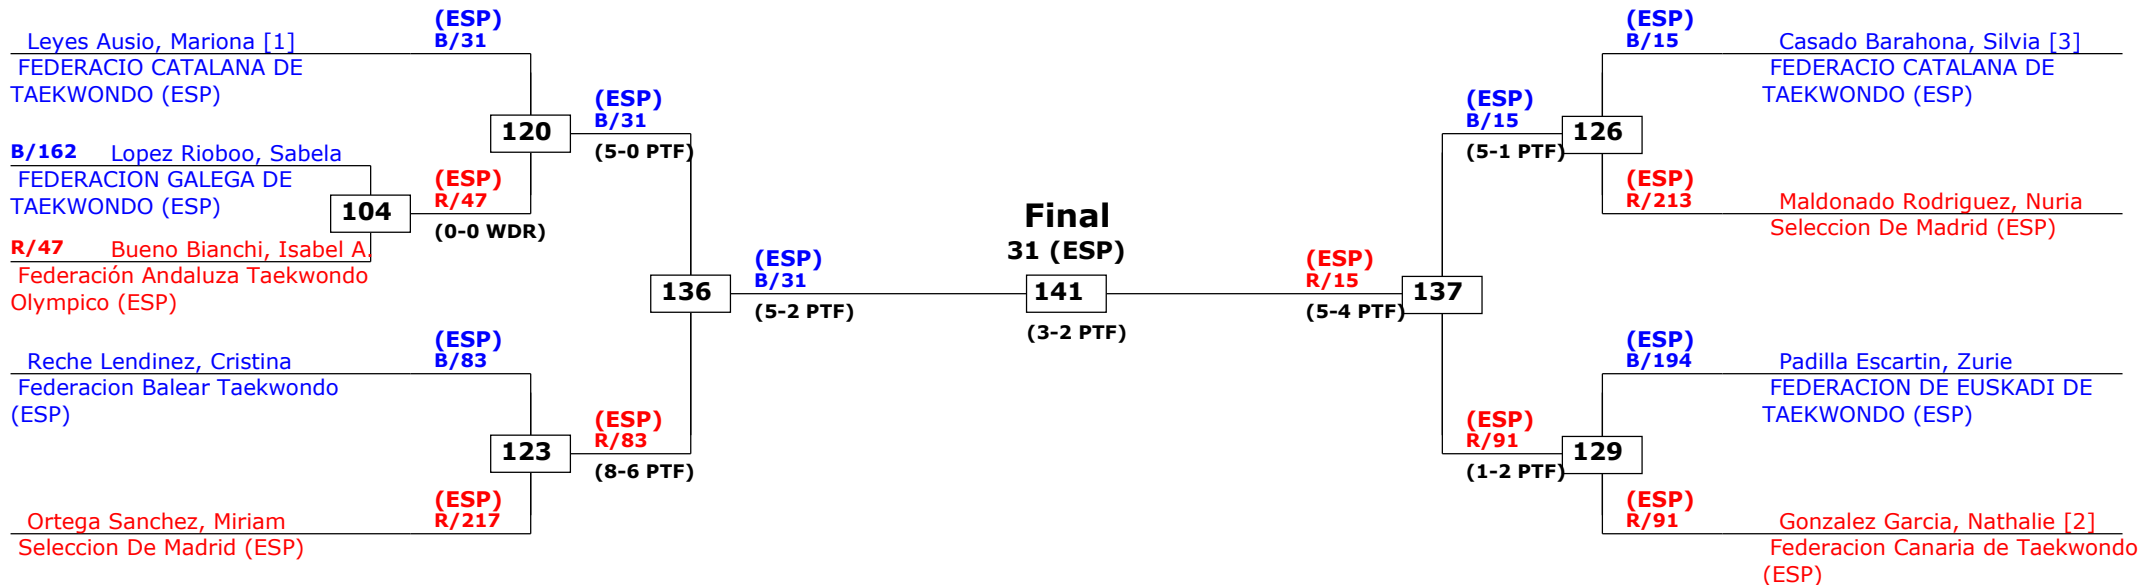 (ESP)
B/31
Leyes Ausio, Mariona [1]
FEDERACIO CATALANA DE
TAEKWONDO (ESP)
120
(ESP)
B/31
(5-0 PTF)
B/162 Lopez Rioboo, Sabela
FEDERACION GALEGA DE
TAEKWONDO (ESP)
104
(ESP)
R/47
(0-0 WDR)
R/47 Bueno Bianchi, Isabel A.
Federación Andaluza Taekwondo
Olympico (ESP)
136
(ESP)
B/31
(5-2 PTF)
(ESP)
B/83
Reche Lendinez, Cristina
Federacion Balear Taekwondo
(ESP)
123
(ESP)
R/83
(8-6 PTF)
(ESP)
R/217
Ortega Sanchez, Miriam
Seleccion De Madrid (ESP)
Final
31 (ESP)
141
(3-2 PTF)
(ESP)
R/15
(5-4 PTF)
137
(ESP)
B/15
(5-1 PTF)
126
(ESP)
B/15
Casado Barahona, Silvia [3]
FEDERACIO CATALANA DE
TAEKWONDO (ESP)
(ESP)
R/213
Maldonado Rodriguez, Nuria
Seleccion De Madrid (ESP)
(ESP)
B/194
Padilla Escartin, Zurie
FEDERACION DE EUSKADI DE
TAEKWONDO (ESP)
(ESP)
R/91
(1-2 PTF)
129
(ESP)
R/91
Gonzalez Garcia, Nathalie [2]
Federacion Canaria de Taekwondo
(ESP)